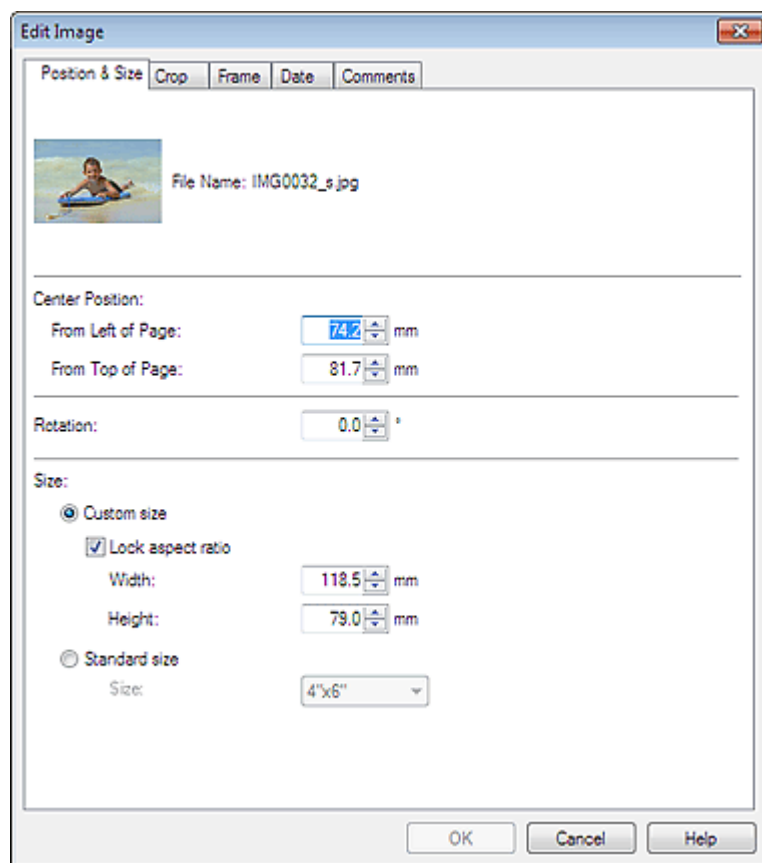 Edit Image
Position & Size Crop Frame Date Comments
File Name: IMG0032_s.jpg
Center Position:
From Left of Page: 74.2 mm
From Top of Page: 81.7 mm
Rotation: 0.0 °
Size:
Custom size
Lock aspect ratio
Width: 118.5 mm
Height: 79.0 mm
Standard size
Size: 4"x6"
OK Cancel Help